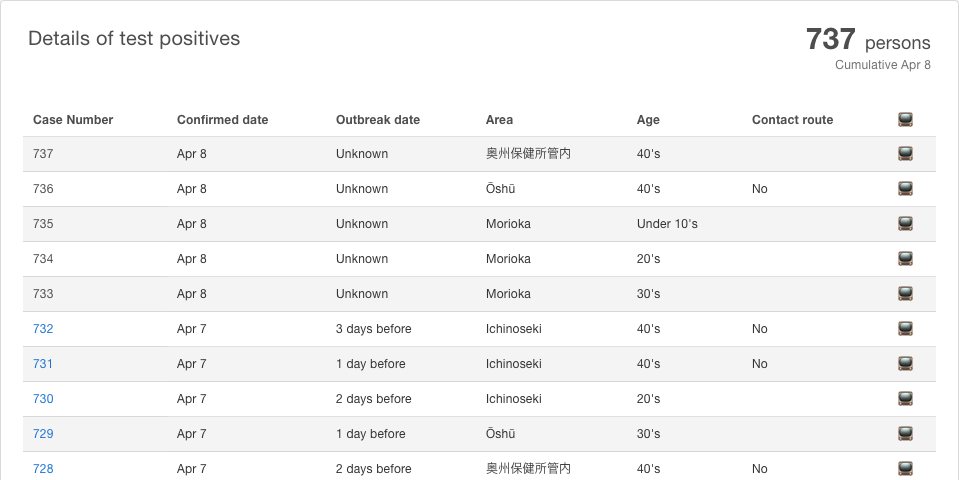 Details of test positives
737 persons
Cumulative Apr 8
Case Number Confirmed date Outbreak date Area Age Contact route
737 Apr 8 Unknown 奥州保健所管内 40's
736 Apr 8 Unknown Ōshū 40's No
735 Apr 8 Unknown Morioka Under 10's
734 Apr 8 Unknown Morioka 20's
733 Apr 8 Unknown Morioka 30's
732 Apr 7 3 days before Ichinoseki 40's No
731 Apr 7 1 day before Ichinoseki 40's No
730 Apr 7 2 days before Ichinoseki 20's
729 Apr 7 1 day before Ōshū 30's
728 Apr 7 2 days before 奥州保健所管内 40's No